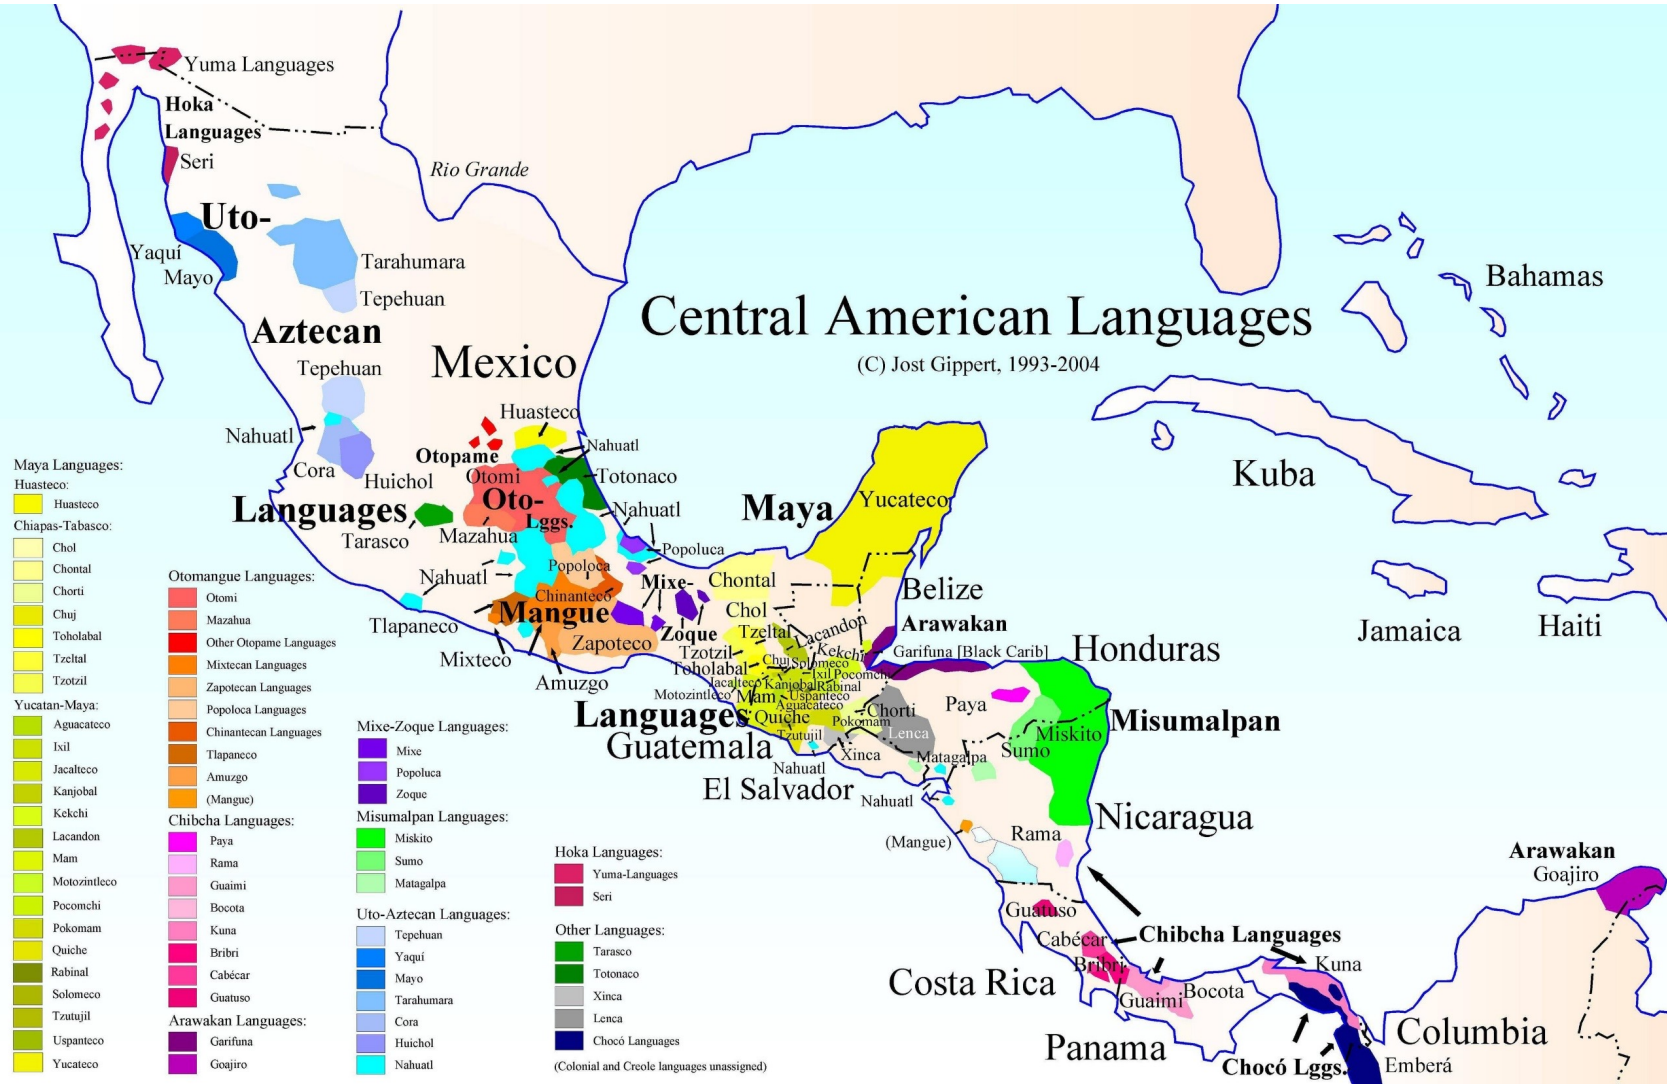 Yuma Languages
Hoka
Languages
Seri
Rio Grande
Uto-
Yaquí
Mayo
Tarahumara
Tepehuan
Bahamas
Central American Languages
(C) Jost Gippert, 1993-2004
Aztecan
Mexico
Tepehuan
Huasteco
Nahuatl
Nahuatl
Otopame
Cora
Huichol
Otomi
Totonaco
Kuba
Languages
Oto-
Lggs.
Nahuatl
Maya
Yucateco
Tarasco
Mazahua
Popoluca
Popoloca
Nahuatl
Mixe-
Chontal
Belize
Chinanteco
Mangue
Chol
Tlapaneco
Zapoteco
Zoque
Tzeltal
Lacandon
Arawakan
Garifuna [Black Carib]
Honduras
Jamaica
Haiti
Mixteco
Amuzgo
Tzotzil
Toholabal
Chuj
Solomeco
Kekchi
Jacalteco
Kanjobal
Ixil
Pocomchi
Rabinal
Motozintleco
Mam
Uspanteco
Aguacateco
Languages
Quiche
Pokomam
Chorti
Lenca
Paya
Misumalpan
Miskito
Sumo
Guatemala
Tzutujil
Xinca
Matagalpa
Nahuatl
El Salvador
Nahuatl
Nicaragua
(Mangue)
Rama
Arawakan
Goajiro
Guatuso
Cabécar
Chibcha Languages
Bribri
Kuna
Costa Rica
Guaimi
Bocota
Panama
Columbia
Chocó Lggs.
Emberá
Maya Languages:
Huasteco:
Huasteco
Chiapas-Tabasco:
Chol
Chontal
Chorti
Chuj
Toholabal
Tzeltal
Tzotzil
Yucatan-Maya:
Aguacateco
Ixil
Jacalteco
Kanjobal
Kekchi
Lacandon
Mam
Motozintleco
Pocomchi
Pokomam
Quiche
Rabinal
Solomeco
Tzutujil
Uspanteco
Yucateco
Otomangue Languages:
Otomi
Mazahua
Other Otopame Languages
Mixtecan Languages
Zapotecan Languages
Popoloca Languages
Chinantecan Languages
Tlapaneco
Amuzgo
(Mangue)
Chibcha Languages:
Paya
Rama
Guaimi
Bocota
Kuna
Bribri
Cabécar
Guatuso
Arawakan Languages:
Garifuna
Goajiro
Mixe-Zoque Languages:
Mixe
Popoluca
Zoque
Misumalpan Languages:
Miskito
Sumo
Matagalpa
Uto-Aztecan Languages:
Tepehuan
Yaquí
Mayo
Tarahumara
Cora
Huichol
Nahuatl
Hoka Languages:
Yuma-Languages
Seri
Other Languages:
Tarasco
Totonaco
Xinca
Lenca
Chocó Languages
(Colonial and Creole languages unassigned)